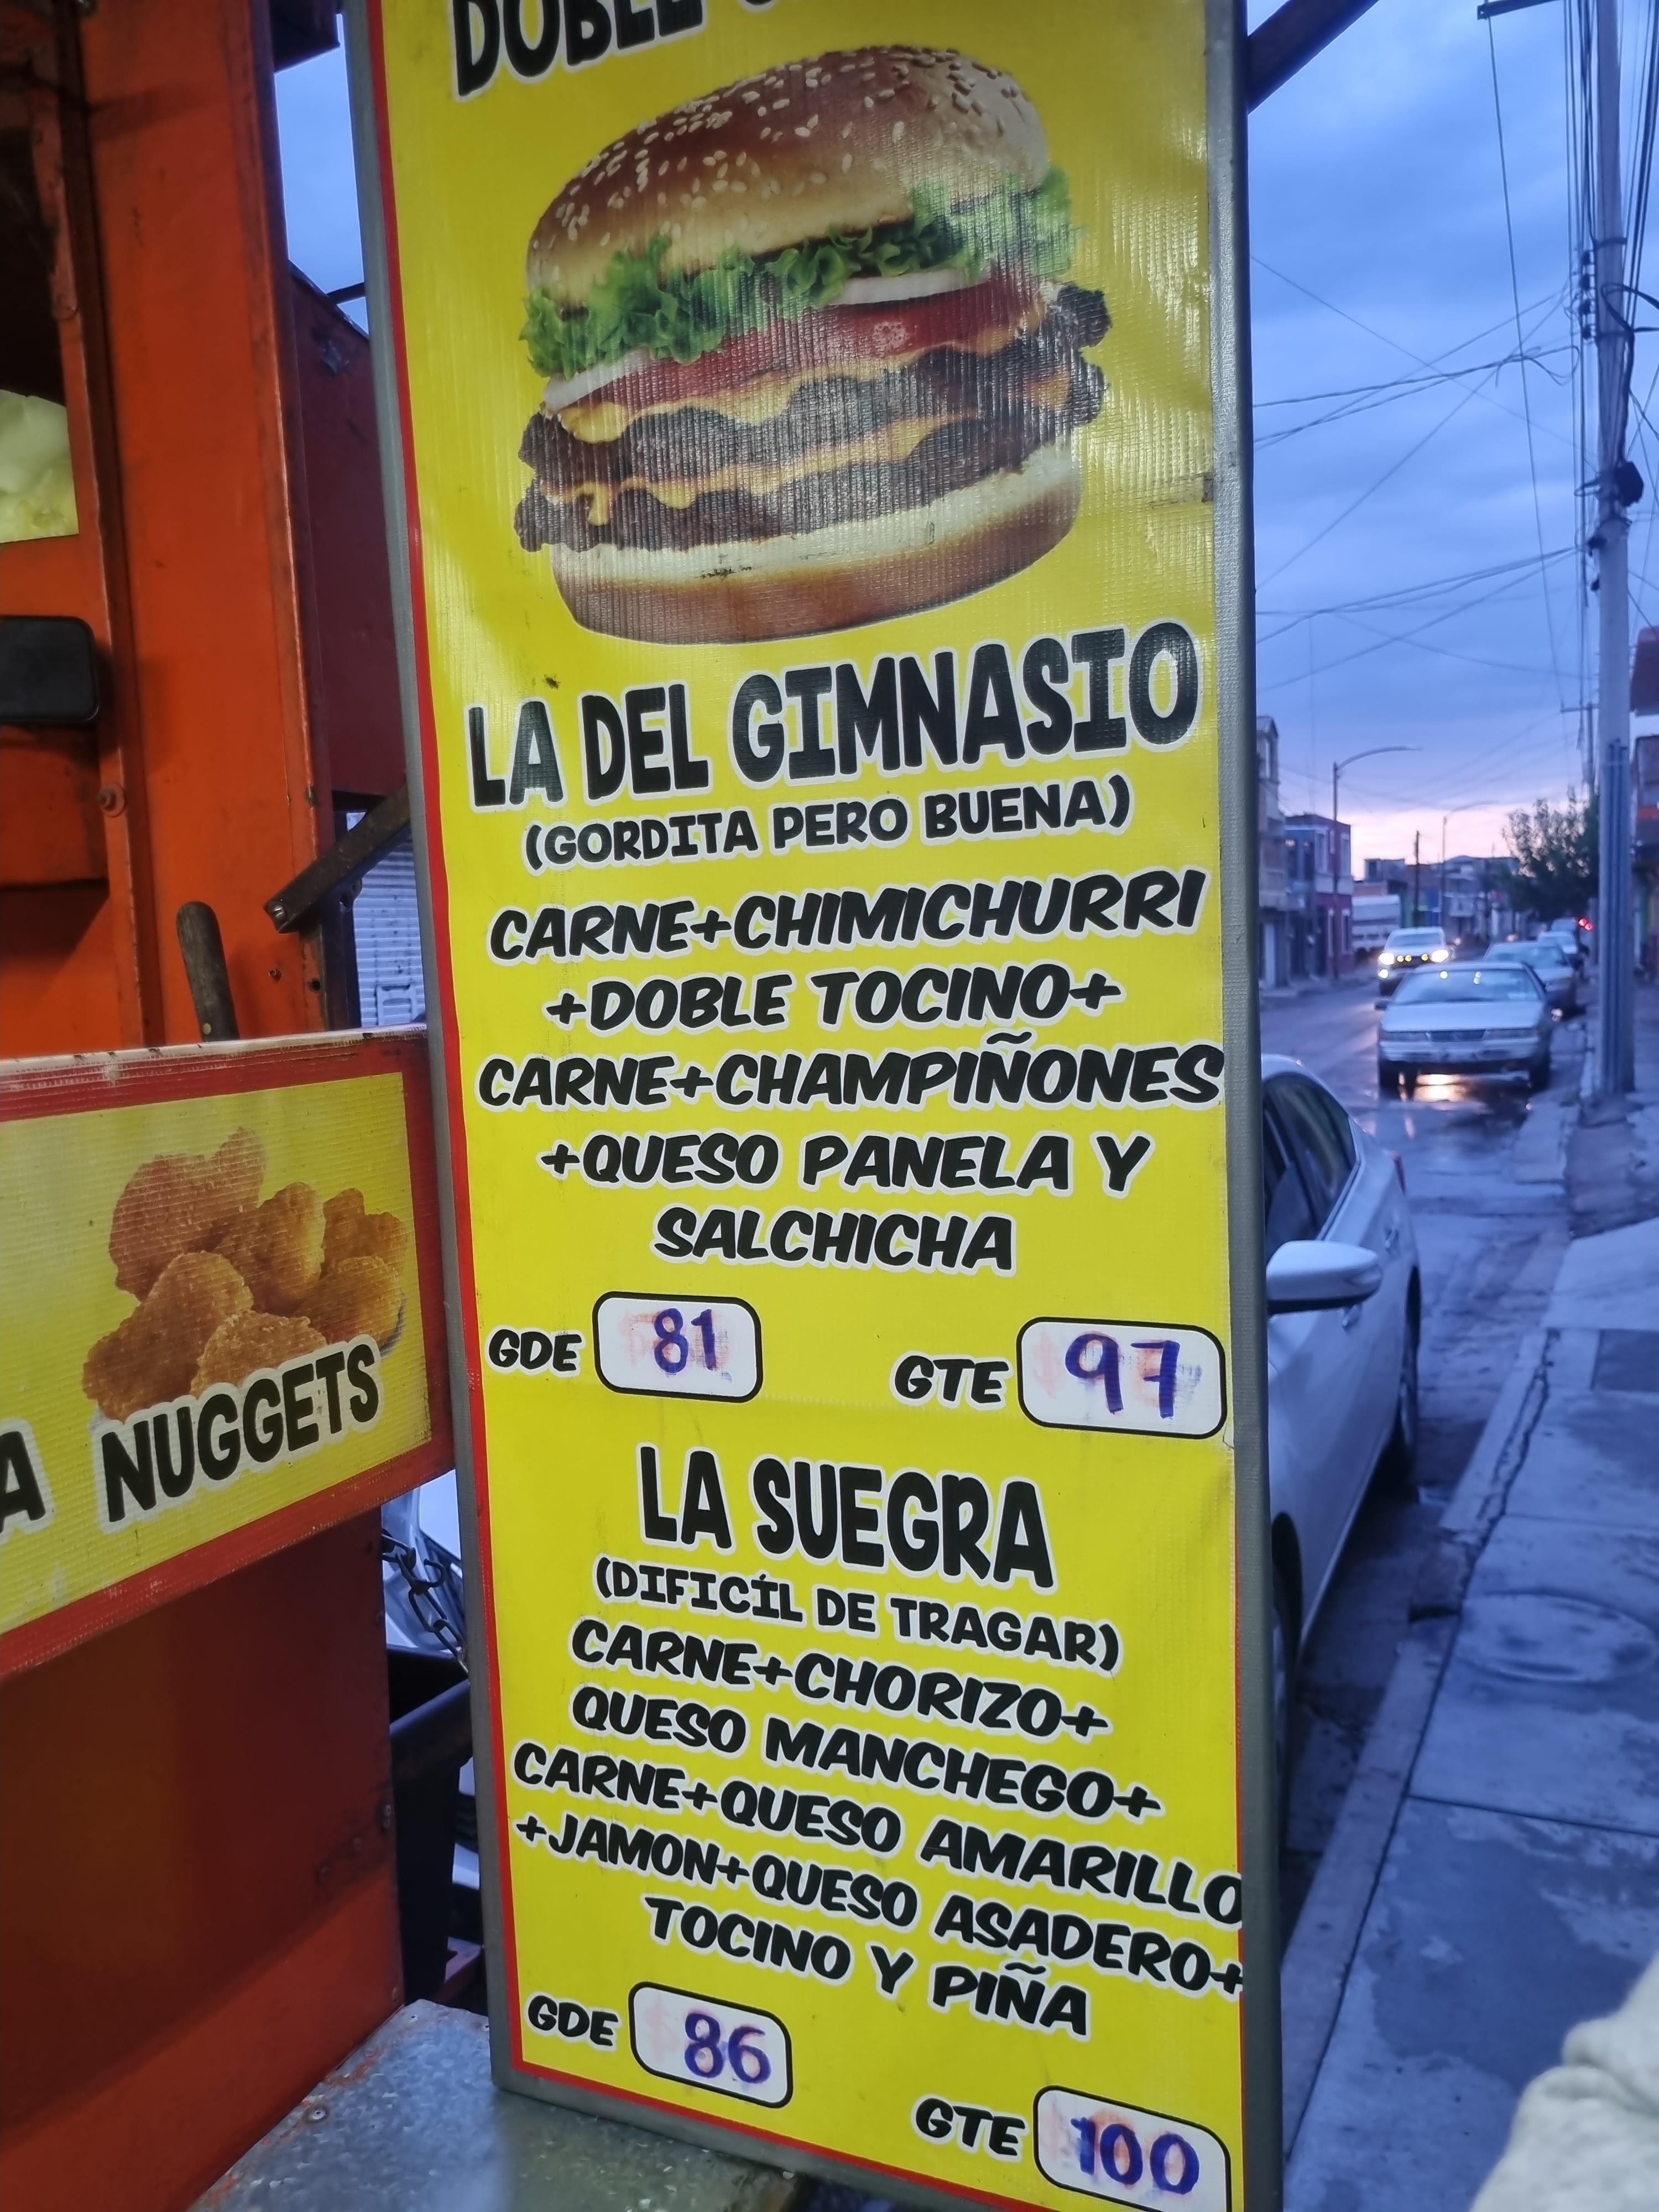 DOBLE
LA DEL GIMNASIO
(GORDITA PERO BUENA)
CARNE+CHIMICHURRI
+DOBLE TOCINO+
CARNE+CHAMPIÑONES
+QUESO PANELA Y
SALCHICHA
GDE 81 GTE 97
LA SUEGRA
(DIFICÍL DE TRAGAR)
CARNE+CHORIZO+
QUESO MANCHEGO+
CARNE+QUESO AMARILLO
+JAMON+QUESO ASADERO+
TOCINO Y PIÑA
GDE 86
GTE 100
A NUGGETS